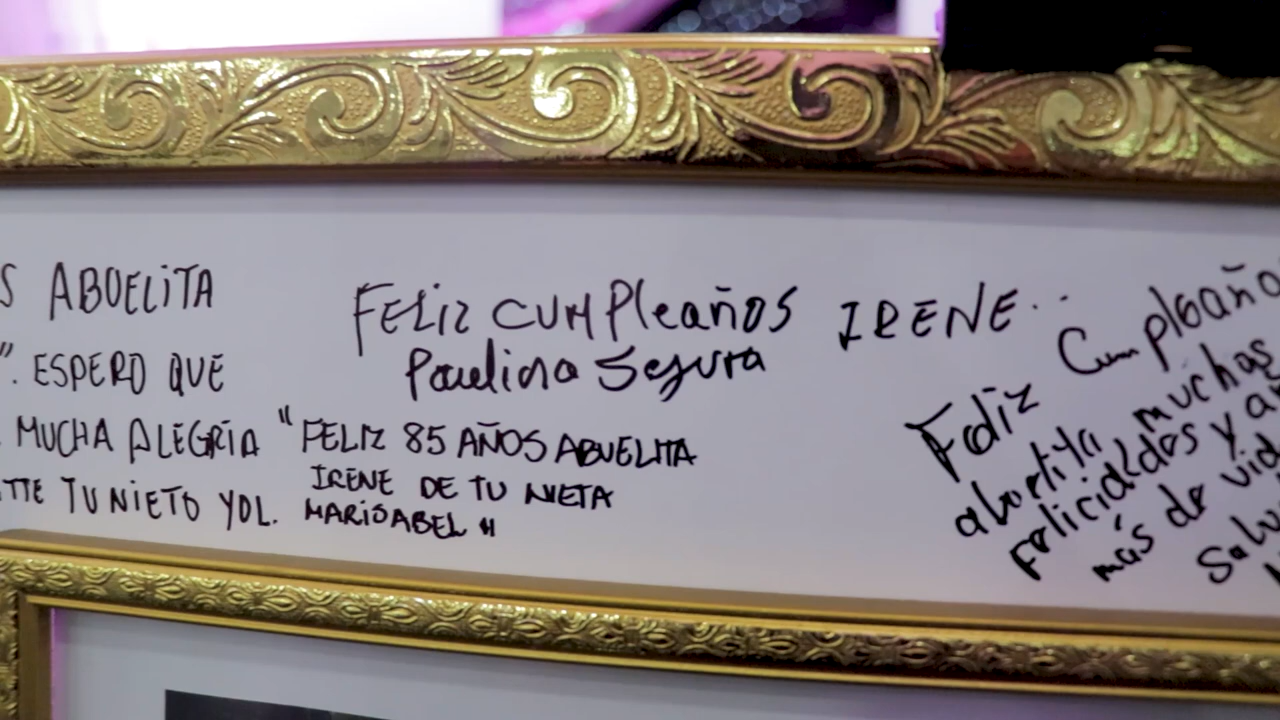 S ABUELITA
". ESPERO QUE
MUCHA ALEGRÍA
TTE TU NIETO YOL.
FELIZ CUMPleaños IRENE..
Paulina Segura
"FELIZ 85 AÑOS ABUELITA
IRENE DE TU NIETA
MARISABEL"
Feliz Cumpleaño
abuelita muchas
felicidades y a
más de vid
Salu